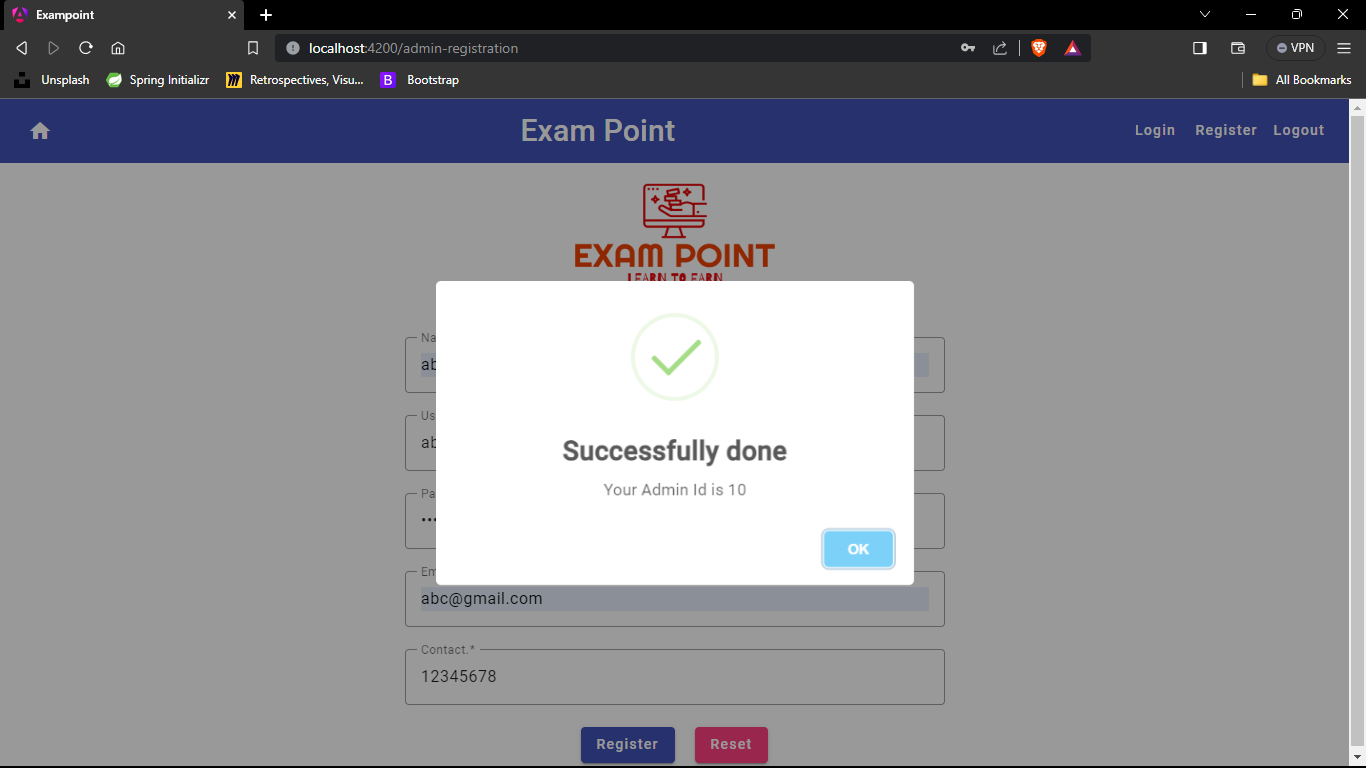 Exampoint
localhost:4200/admin-registration
VPN
Unsplash
Spring Initializr
Retrospectives, Visu...
B
Bootstrap
All Bookmarks
Exam Point
Login
Register
Logout
EXAM POINT
LEARN TO EARN
Na
ab
Us
ab
Pa
Successfully done
Your Admin Id is 10
OK
Em
abc@gmail.com
Contact.*
12345678
Register
Reset